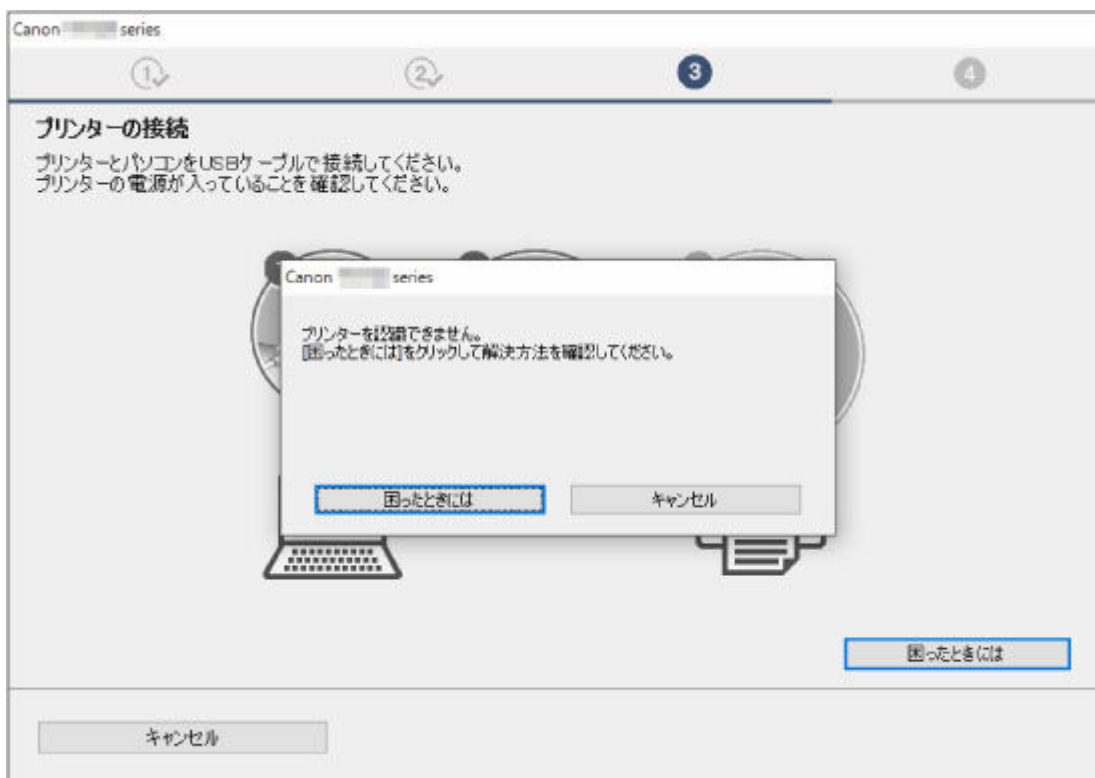 Canon series
1 2 3 4
プリンターの接続
プリンターとパソコンをUSBケーブルで接続してください。
プリンターの電源が入っていることを確認してください。
Canon series
プリンターを認識できません。
[困ったときには]をクリックして解決方法を確認してください。
困ったときには キャンセル
困ったときには
キャンセル